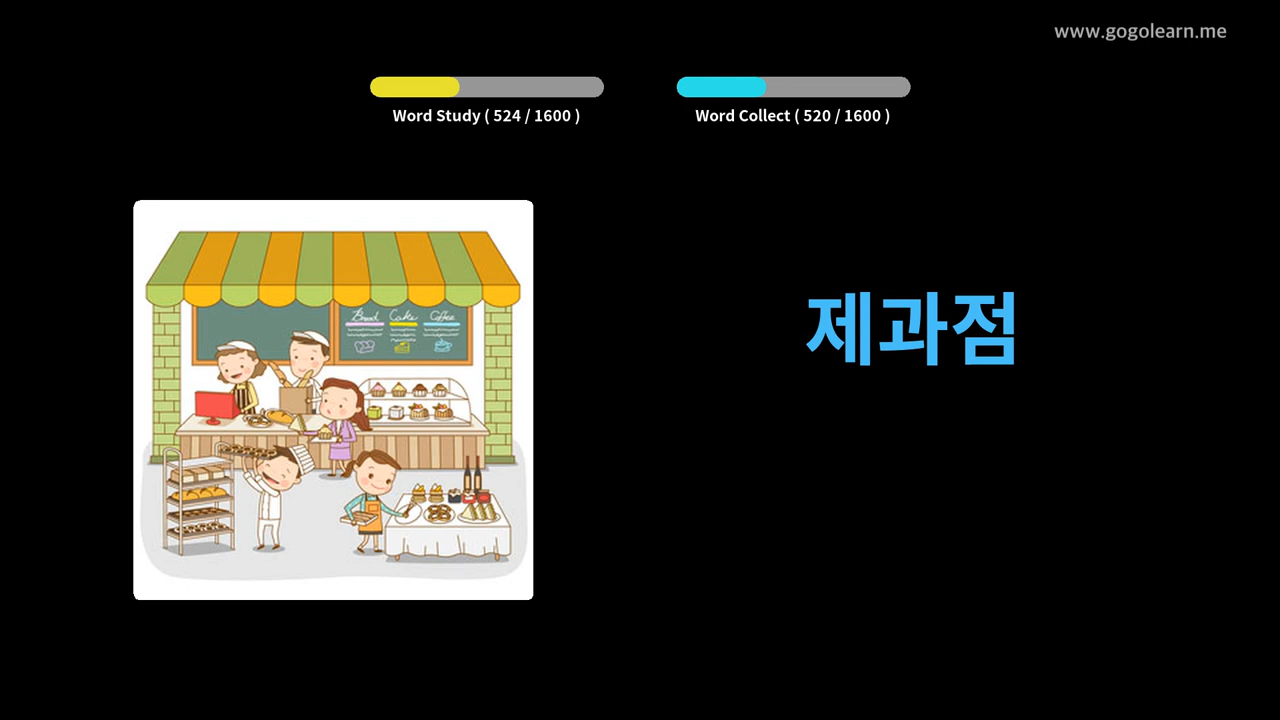 www.gogolearn.me
Word Study ( 524 / 1600 )
Word Collect ( 520 / 1600 )
Bread Cake Coffee
제과점